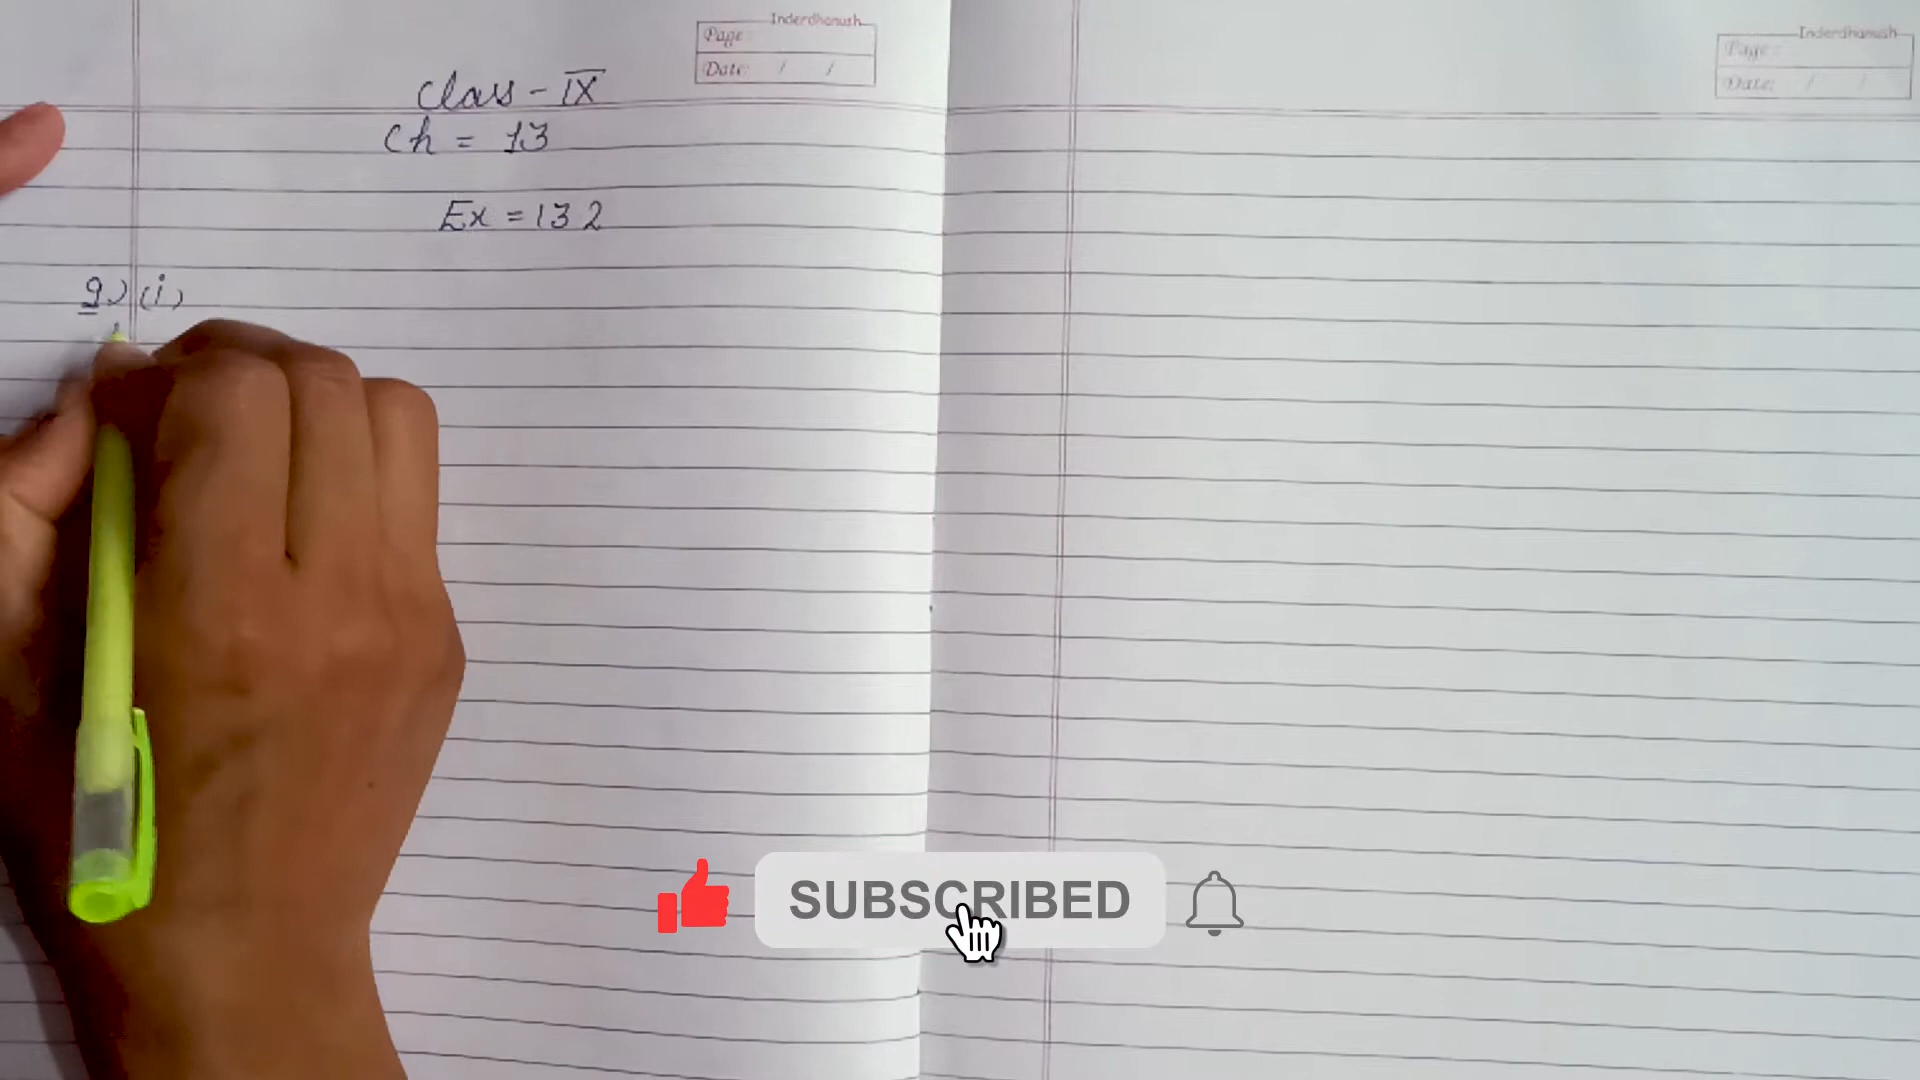 Inderdhanush
Page:
Date: / /
Inderdhanush
Page:
Date: / /
Class - IX
Ch = 13
Ex = 13 2
9) (i)
SUBSCRIBED